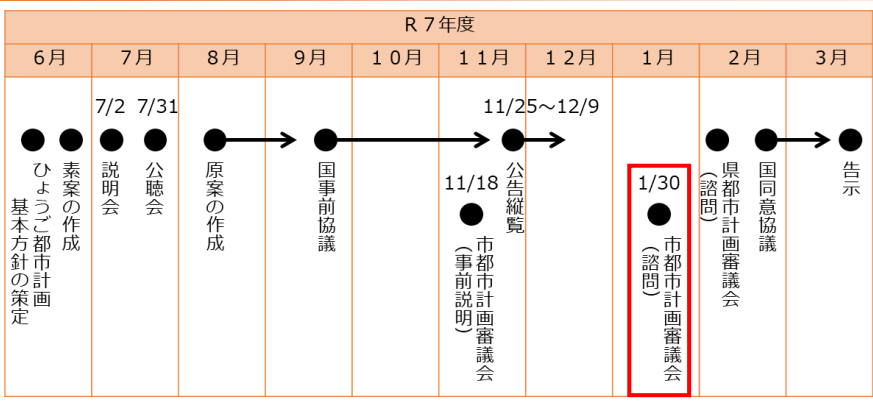 R７年度
６月
７月
８月
９月
１０月
１１月
１２月
１月
２月
３月
ひょうご都市計画
基本方針の策定
素案の作成
7/2
説明会
7/31
公聴会
原案の作成
国事前協議
11/18
市都市計画審議会
（事前説明）
11/25～12/9
公告縦覧
1/30
市都市計画審議会
（諮問）
県都市計画審議会
（諮問）
国同意協議
告示